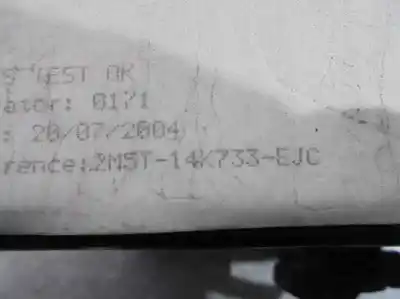 S TEST OK
ator: 0171
: 20/07/2004
rence:2M5T-14K733-EJC